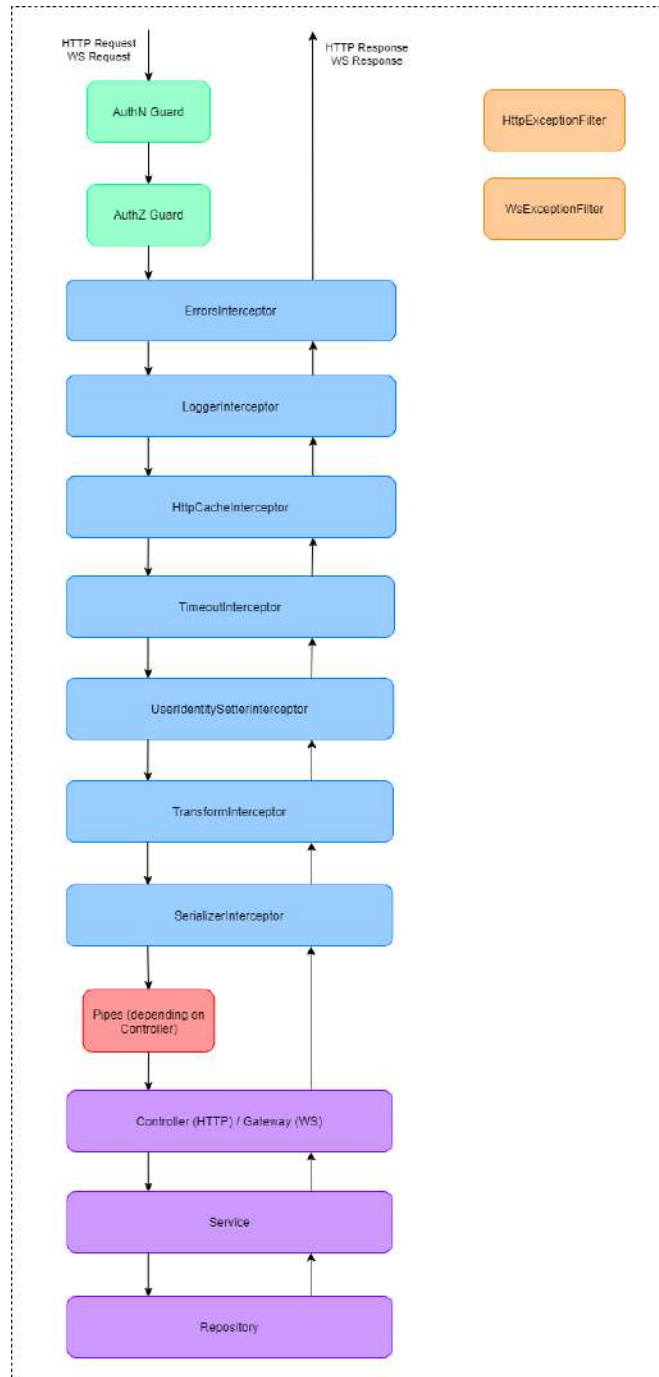 HTTP Request
WS Request
HTTP Response
WS Response
AuthN Guard
HttpExceptionFilter
AuthZ Guard
WsExceptionFilter
ErrorsInterceptor
LoggerInterceptor
HttpCacheInterceptor
TimeoutInterceptor
UserIdentitySetterInterceptor
TransformInterceptor
SerializerInterceptor
Pipes (depending on
Controller)
Controller (HTTP) / Gateway (WS)
Service
Repository